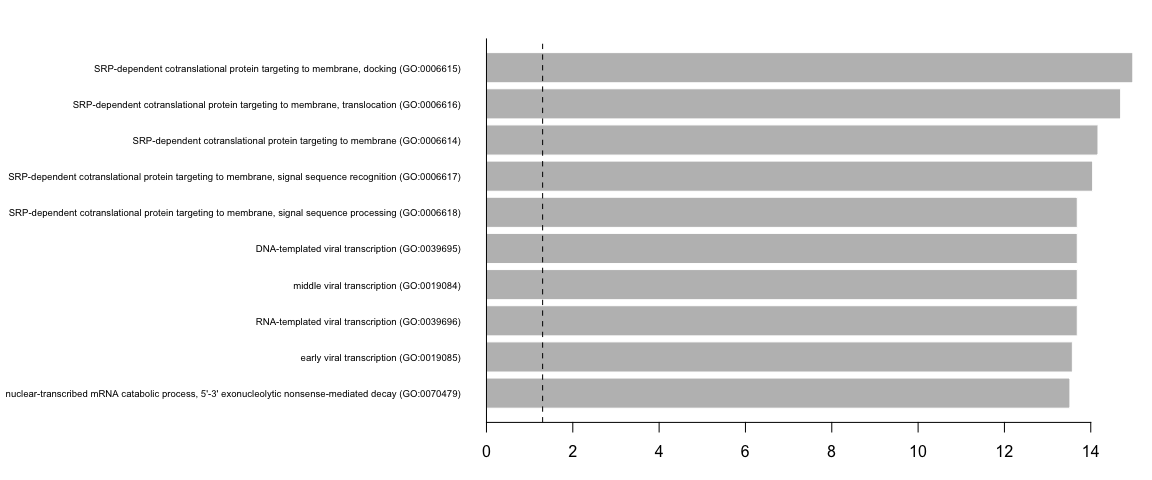 SRP-dependent cotranslational protein targeting to membrane, docking (GO:0006615)
SRP-dependent cotranslational protein targeting to membrane, translocation (GO:0006616)
SRP-dependent cotranslational protein targeting to membrane (GO:0006614)
SRP-dependent cotranslational protein targeting to membrane, signal sequence recognition (GO:0006617)
SRP-dependent cotranslational protein targeting to membrane, signal sequence processing (GO:0006618)
DNA-templated viral transcription (GO:0039695)
middle viral transcription (GO:0019084)
RNA-templated viral transcription (GO:0039696)
early viral transcription (GO:0019085)
nuclear-transcribed mRNA catabolic process, 5'-3' exonucleolytic nonsense-mediated decay (GO:0070479)
0 2 4 6 8 10 12 14